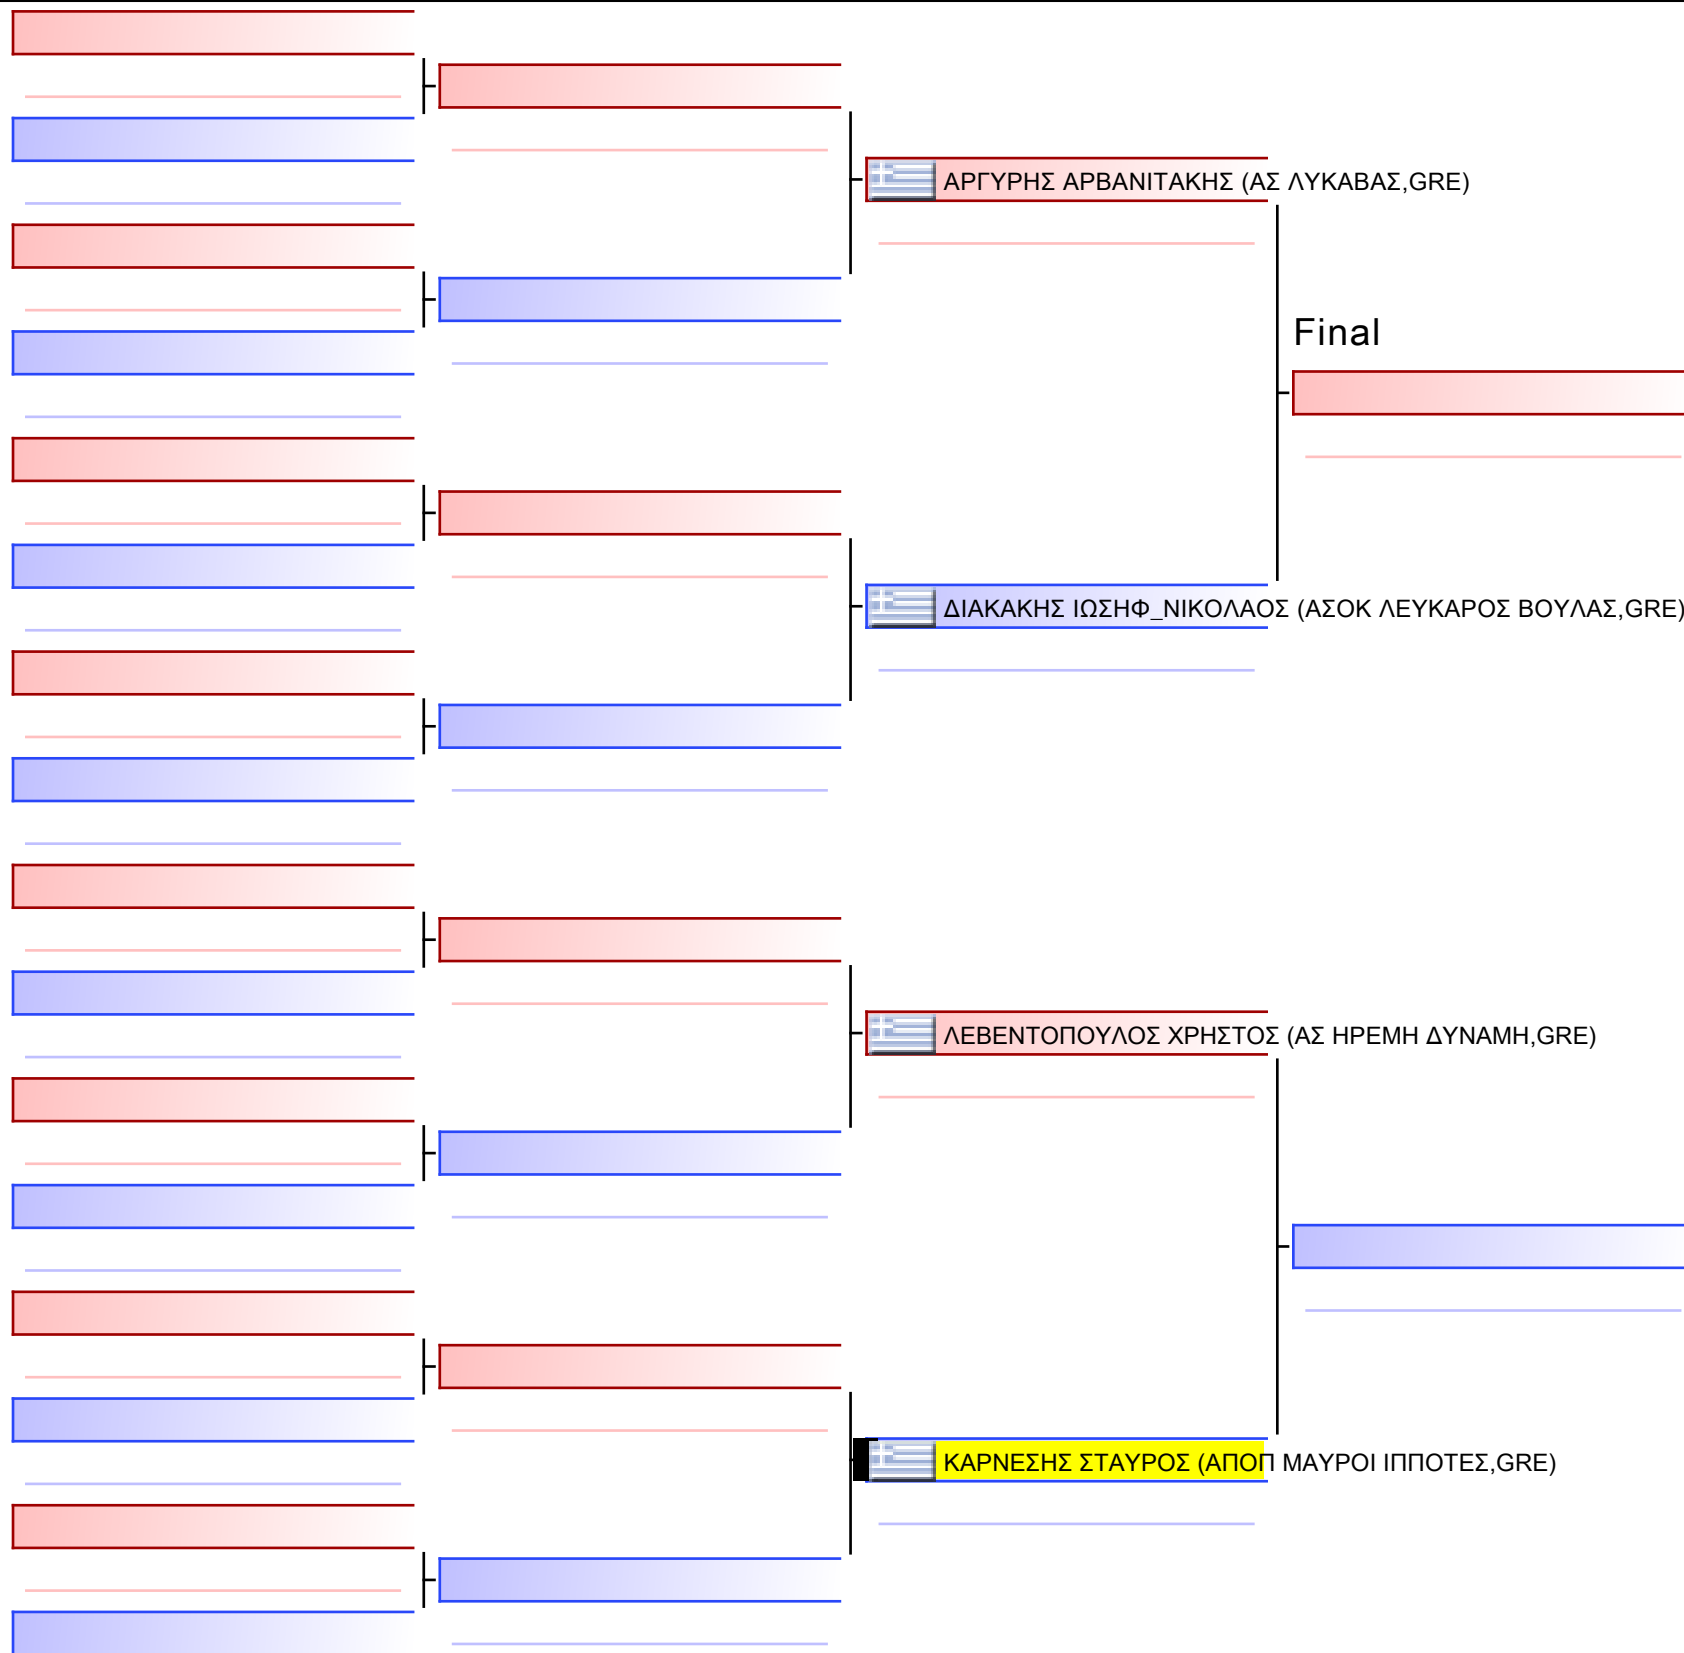 ΑΡΓΥΡΗΣ ΑΡΒΑΝΙΤΑΚΗΣ (ΑΣ ΛΥΚΑΒΑΣ,GRE)
Final
ΔΙΑΚΑΚΗΣ ΙΩΣΗΦ_ΝΙΚΟΛΑΟΣ (ΑΣΟΚ ΛΕΥΚΑΡΟΣ ΒΟΥΛΑΣ,GRE)
ΛΕΒΕΝΤΟΠΟΥΛΟΣ ΧΡΗΣΤΟΣ (ΑΣ ΗΡΕΜΗ ΔΥΝΑΜΗ,GRE)
ΚΑΡΝΕΣΗΣ ΣΤΑΥΡΟΣ (ΑΠΟΠ ΜΑΥΡΟΙ ΙΠΠΟΤΕΣ,GRE)